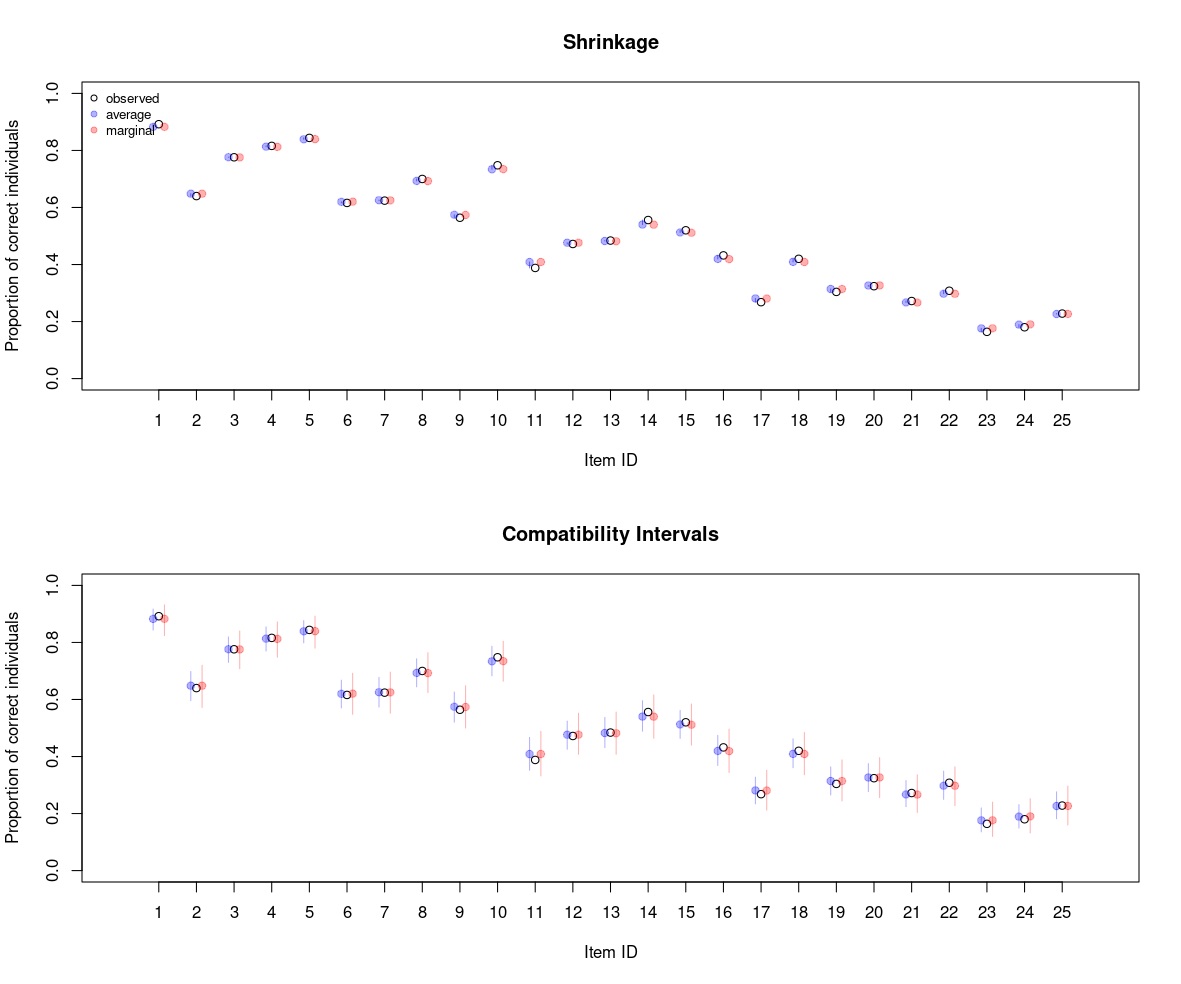 Shrinkage
Proportion of correct individuals
1.0
0.8
0.6
0.4
0.2
0.0
observed
average
marginal
1 2 3 4 5 6 7 8 9 10 11 12 13 14 15 16 17 18 19 20 21 22 23 24 25
Item ID
Compatibility Intervals
Proportion of correct individuals
1.0
0.8
0.6
0.4
0.2
0.0
1 2 3 4 5 6 7 8 9 10 11 12 13 14 15 16 17 18 19 20 21 22 23 24 25
Item ID